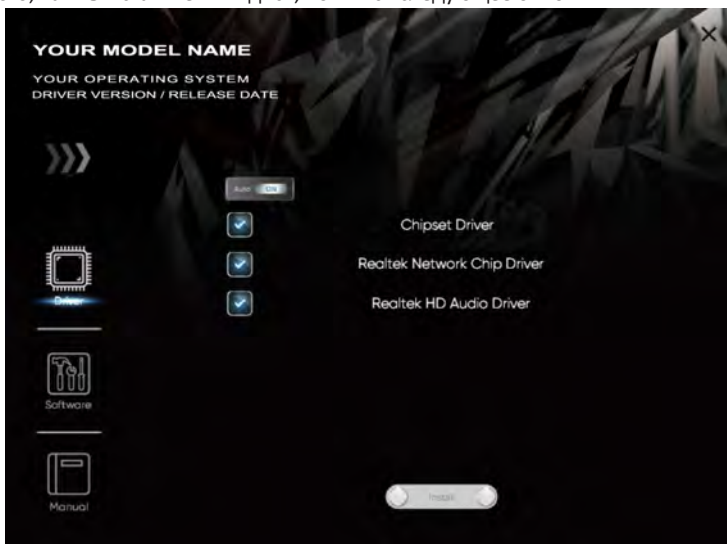 YOUR MODEL NAME
YOUR OPERATING SYSTEM
DRIVER VERSION / RELEASE DATE
Auto ON
Chipset Driver
Realtek Network Chip Driver
Realtek HD Audio Driver
Driver
Software
Manual
Install